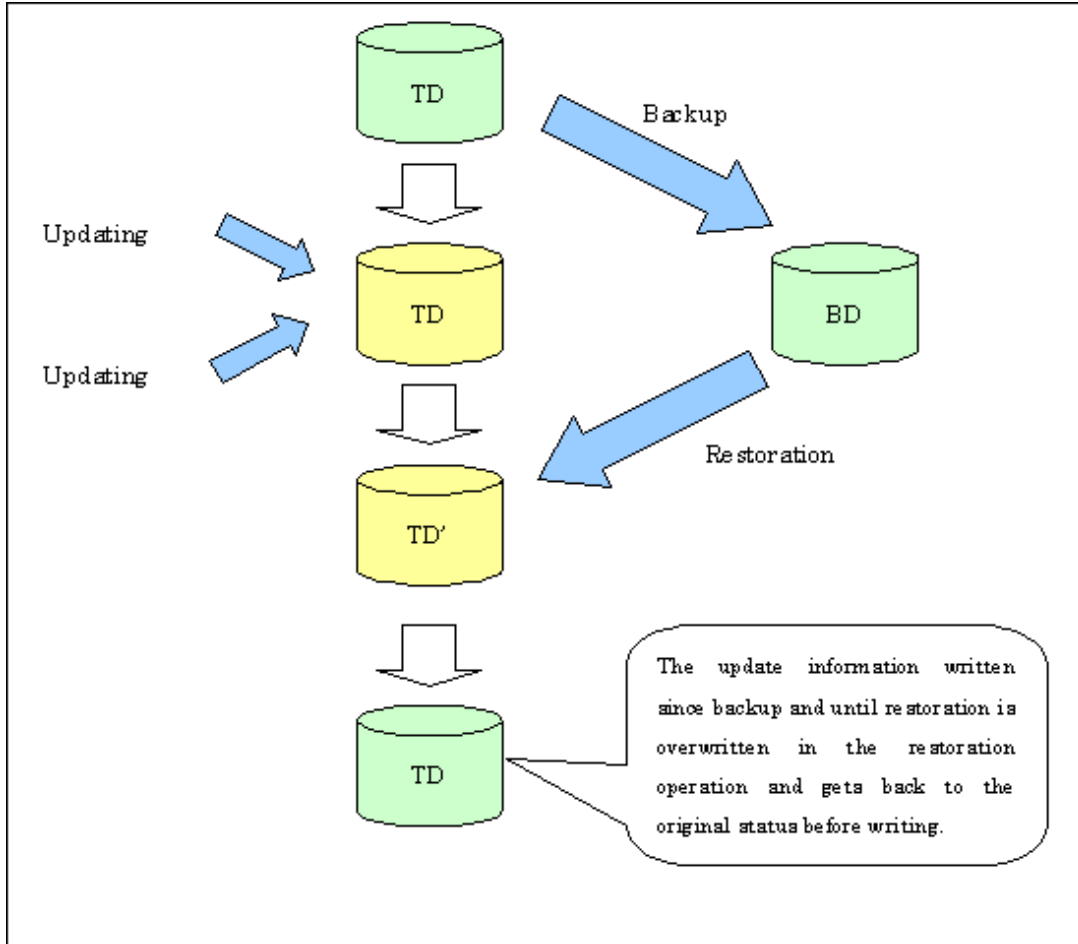 TD
Backup
Updating
TD
BD
Updating
Restoration
TD’
The update information written
since backup and until restoration is
overwritten in the restoration
operation and gets back to the
original status before writing.
TD